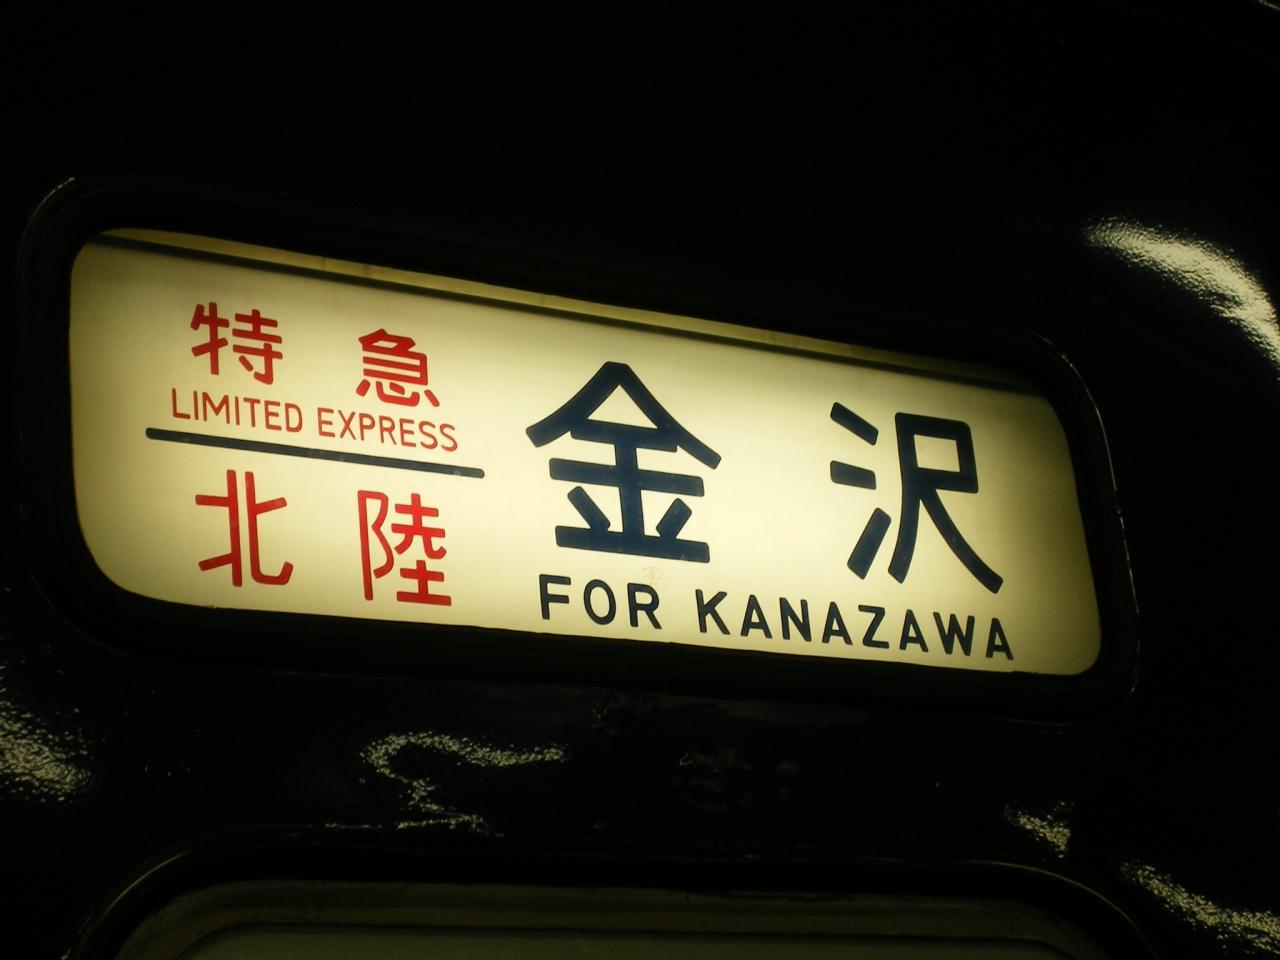 特急
LIMITED EXPRESS
北陸
金沢
FOR KANAZAWA